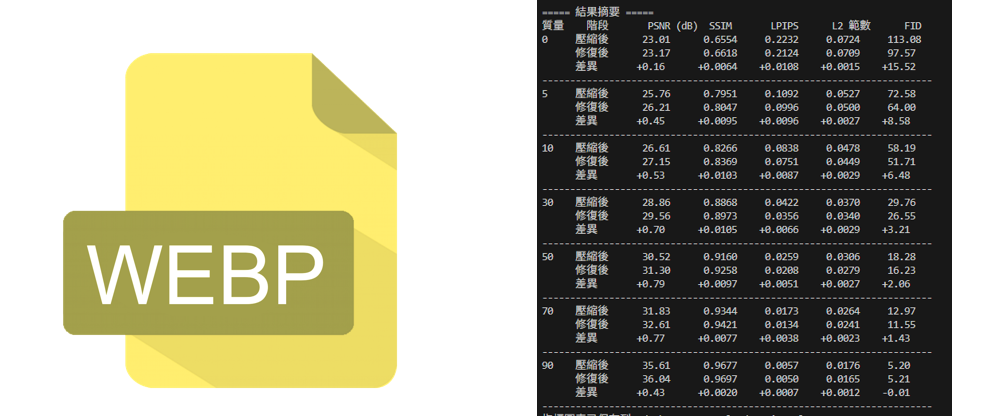 WEBP
===== 結果摘要 =====
質量 階段 PSNR (dB) SSIM LPIPS L2 範數 FID
0 壓縮後 23.01 0.6554 0.2232 0.0724 113.08
修復後 23.17 0.6618 0.2124 0.0709 97.57
差異 +0.16 +0.0064 +0.0108 +0.0015 +15.52
5 壓縮後 25.76 0.7951 0.1092 0.0527 72.58
修復後 26.21 0.8047 0.0996 0.0500 64.00
差異 +0.45 +0.0095 +0.0096 +0.0027 +8.58
10 壓縮後 26.61 0.8266 0.0838 0.0478 58.19
修復後 27.15 0.8369 0.0751 0.0449 51.71
差異 +0.53 +0.0103 +0.0087 +0.0029 +6.48
30 壓縮後 28.86 0.8868 0.0422 0.0370 29.76
修復後 29.56 0.8973 0.0356 0.0340 26.55
差異 +0.70 +0.0105 +0.0066 +0.0029 +3.21
50 壓縮後 30.52 0.9160 0.0259 0.0306 18.28
修復後 31.30 0.9258 0.0208 0.0279 16.23
差異 +0.79 +0.0097 +0.0051 +0.0027 +2.06
70 壓縮後 31.83 0.9344 0.0173 0.0264 12.97
修復後 32.61 0.9421 0.0134 0.0241 11.55
差異 +0.77 +0.0077 +0.0038 +0.0023 +1.43
90 壓縮後 35.61 0.9677 0.0057 0.0176 5.20
修復後 36.04 0.9697 0.0050 0.0165 5.21
差異 +0.43 +0.0020 +0.0007 +0.0012 -0.01